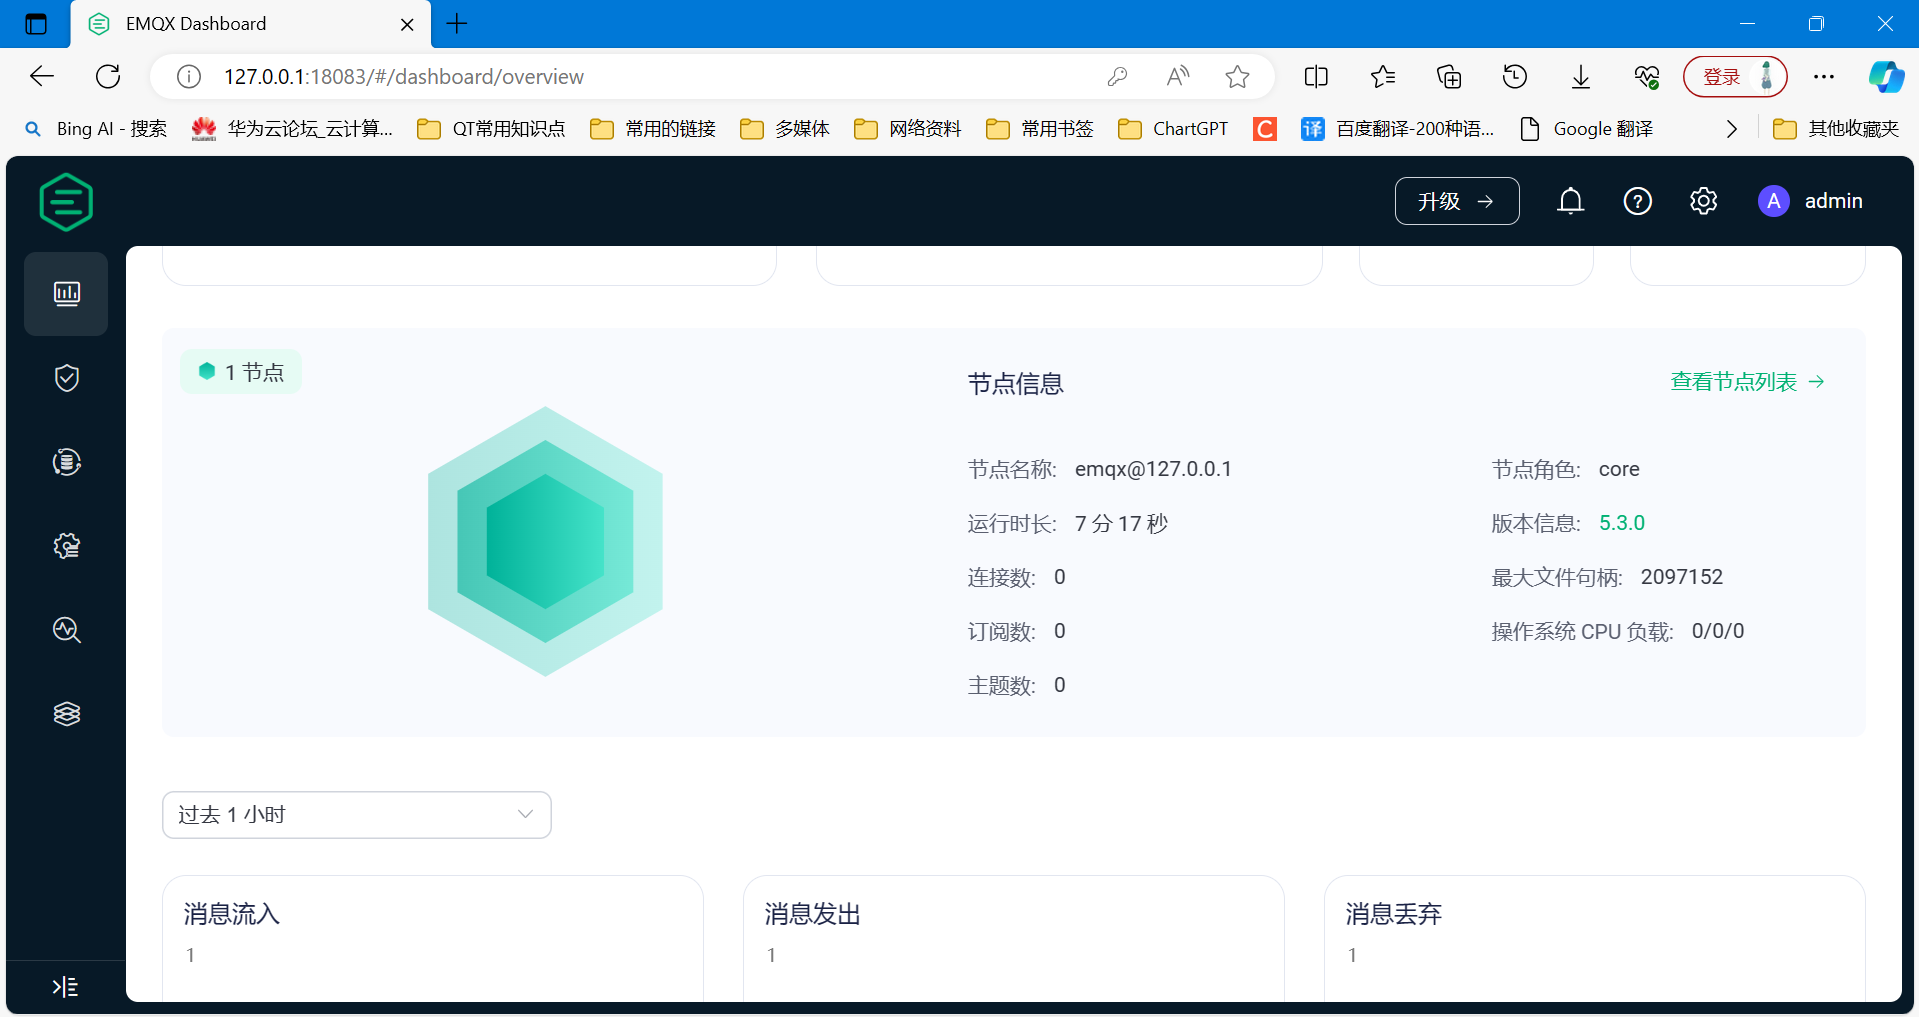 EMQX Dashboard
127.0.0.1:18083/#/dashboard/overview
登录
Bing AI - 搜索
华为云论坛_云计算...
QT常用知识点
常用的链接
多媒体
网络资料
常用书签
ChartGPT
C
译
百度翻译-200种语...
Google 翻译
其他收藏夹
升级 →
A
admin
1 节点
节点信息
查看节点列表 →
节点名称: emqx@127.0.0.1
节点角色: core
运行时长: 7 分 17 秒
版本信息: 5.3.0
连接数: 0
最大文件句柄: 2097152
订阅数: 0
操作系统 CPU 负载: 0/0/0
主题数: 0
过去 1 小时
消息流入
1
消息发出
1
消息丢弃
1